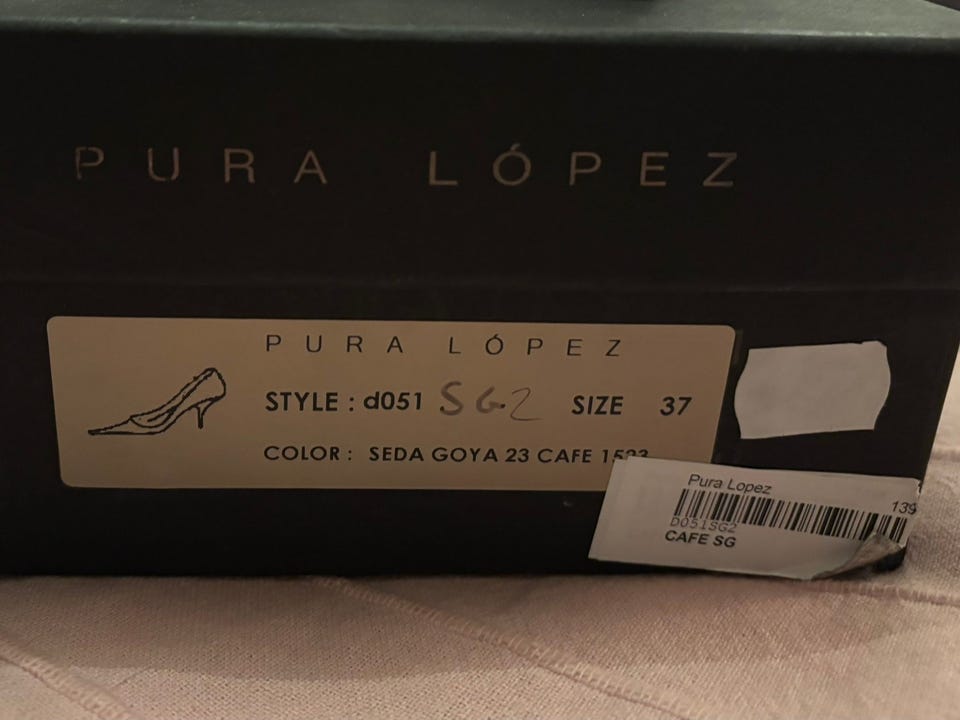 PURA LÓPEZ
PURA LÓPEZ
STYLE : d051 SG2 SIZE 37
COLOR : SEDA GOYA 23 CAFE
Pura Lopez
139
D051SG2
CAFE SG